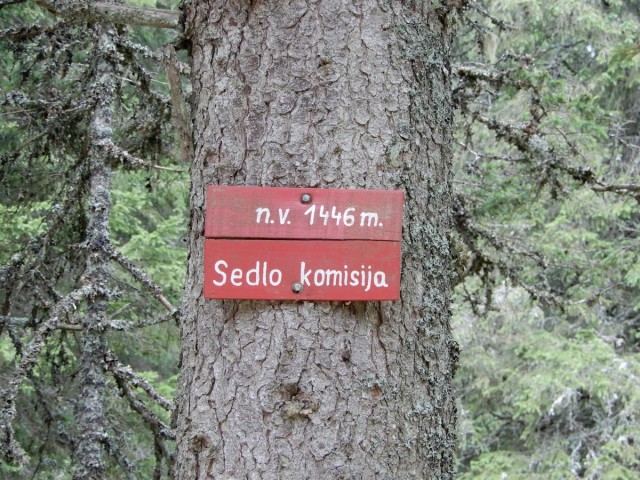 n.v. 1446 m.
Sedlo komisija